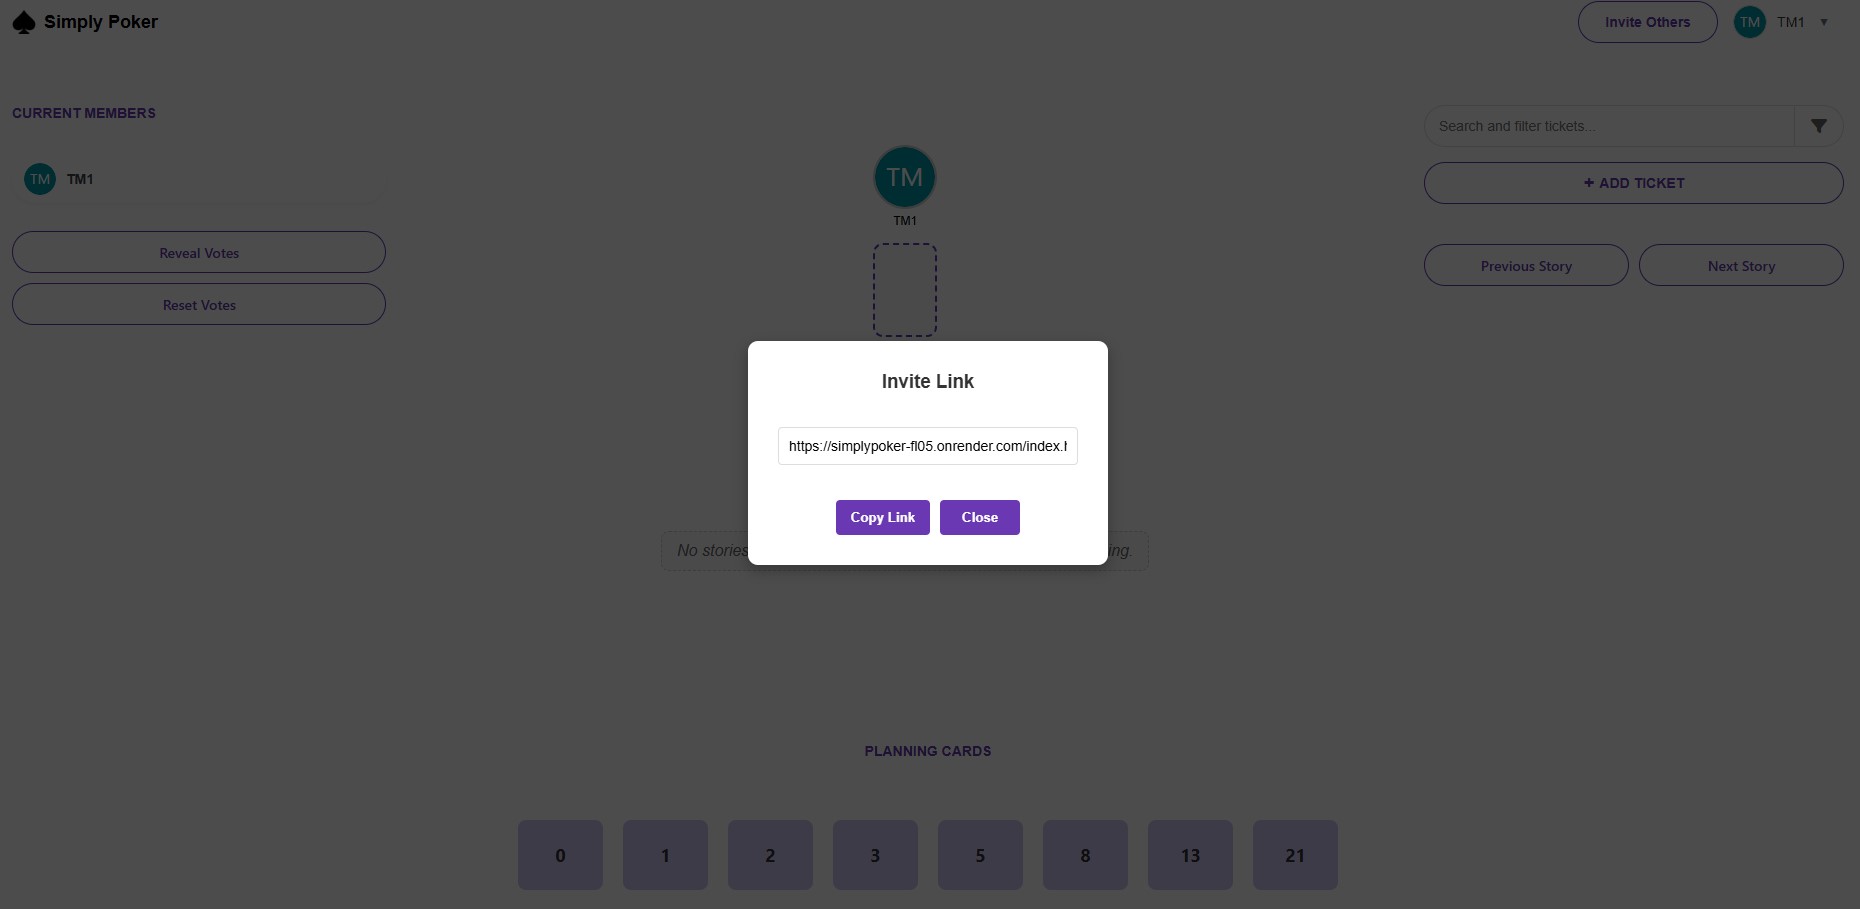 Simply Poker
Invite Others
TM
TM1
▼
CURRENT MEMBERS
TM
TM1
Reveal Votes
Reset Votes
TM
TM1
Search and filter tickets...
+ ADD TICKET
Previous Story
Next Story
Invite Link
https://simplypoker-fl05.onrender.com/index.h
Copy Link
Close
No stories
ing.
PLANNING CARDS
0
1
2
3
5
8
13
21